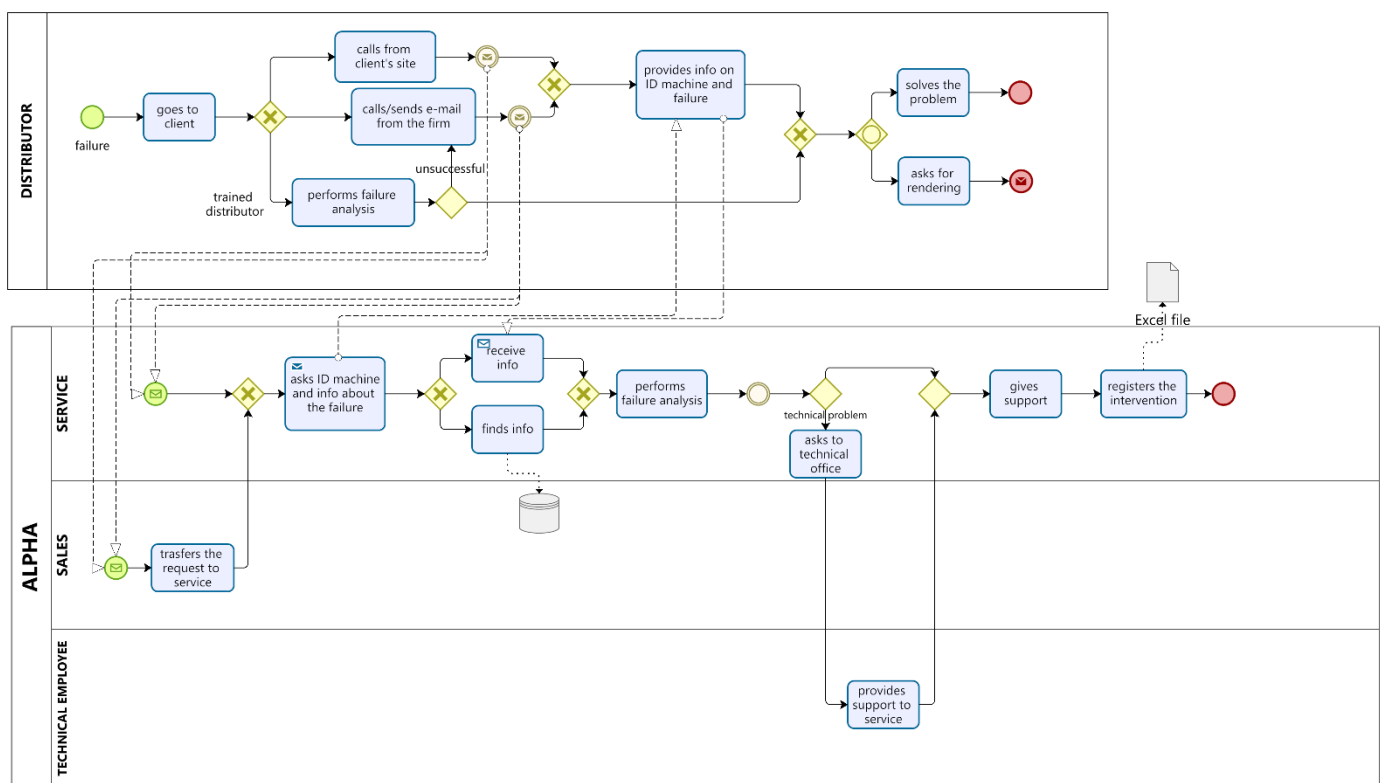 DISTRIBUTOR
failure
goes to
client
calls from
client's site
calls/sends e-mail
from the firm
unsuccessful
trained
distributor
performs failure
analysis
provides info on
ID machine and
failure
solves the
problem
asks for
rendering
Excel file
ALPHA
SERVICE
asks ID machine
and info about
the failure
receive
info
finds info
performs
failure analysis
technical problem
asks to
technical
office
gives
support
registers the
intervention
SALES
trasfers the
request to
service
TECHNICAL EMPLOYEE
provides
support to
service